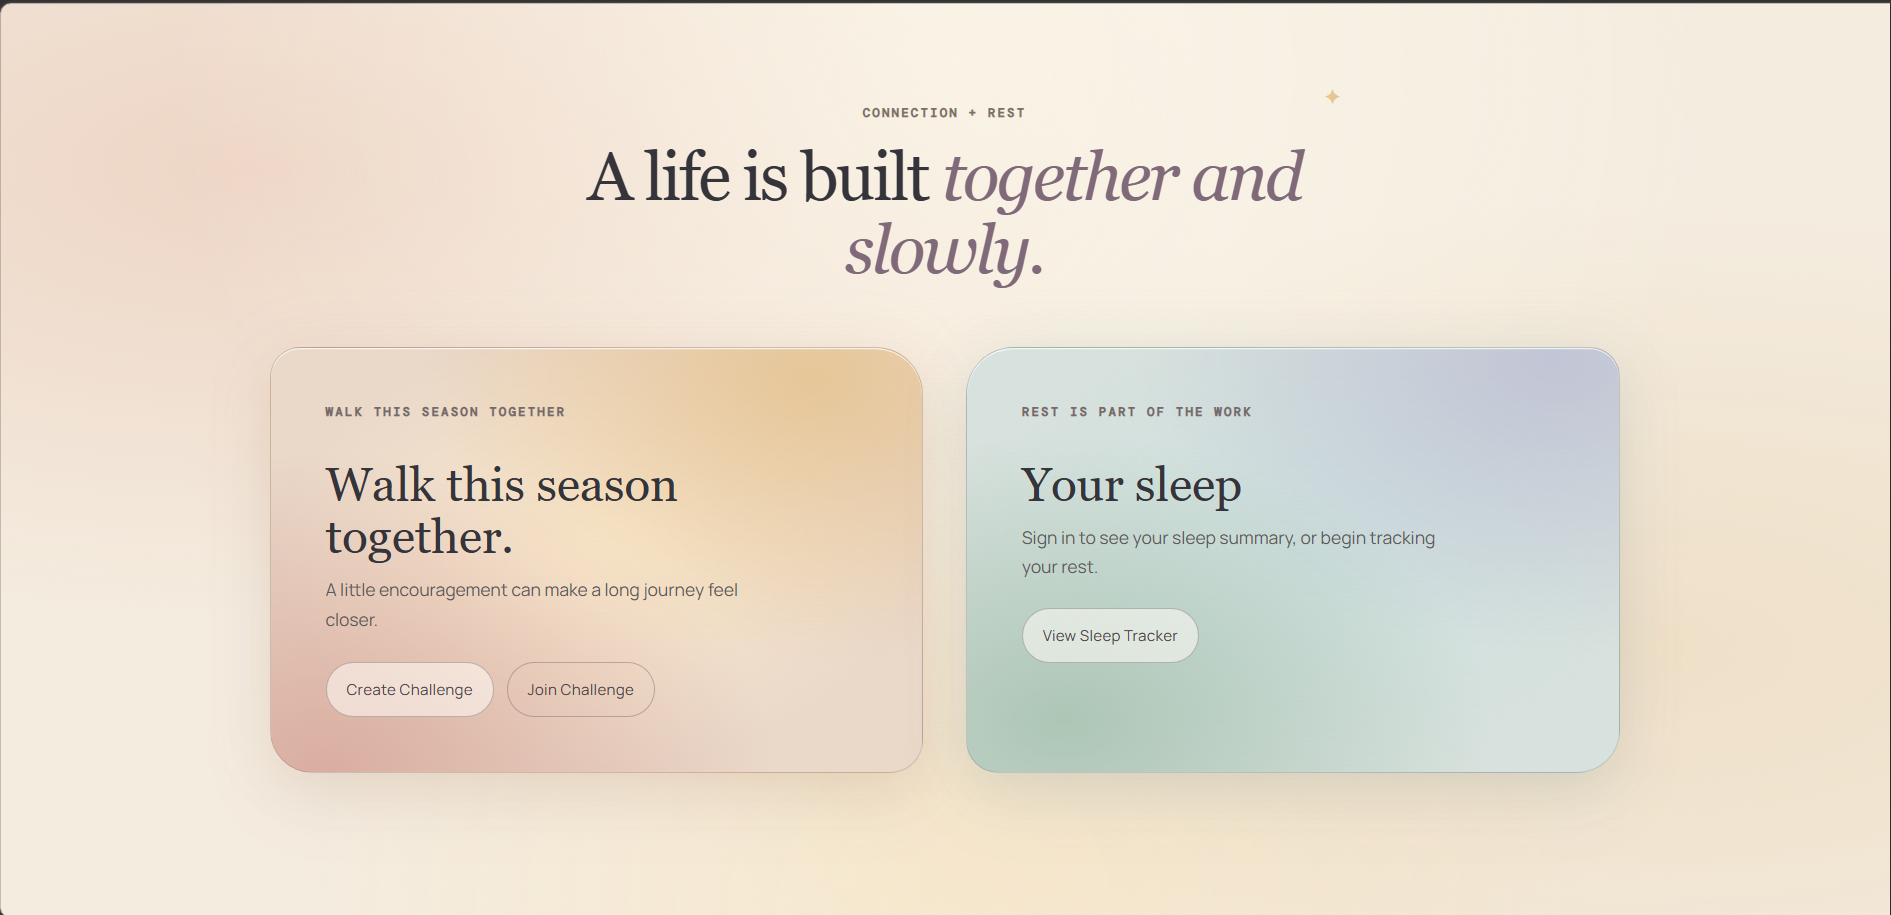 CONNECTION + REST
A life is built together and
slowly.
WALK THIS SEASON TOGETHER
Walk this season
together.
A little encouragement can make a long journey feel
closer.
Create Challenge
Join Challenge
REST IS PART OF THE WORK
Your sleep
Sign in to see your sleep summary, or begin tracking
your rest.
View Sleep Tracker